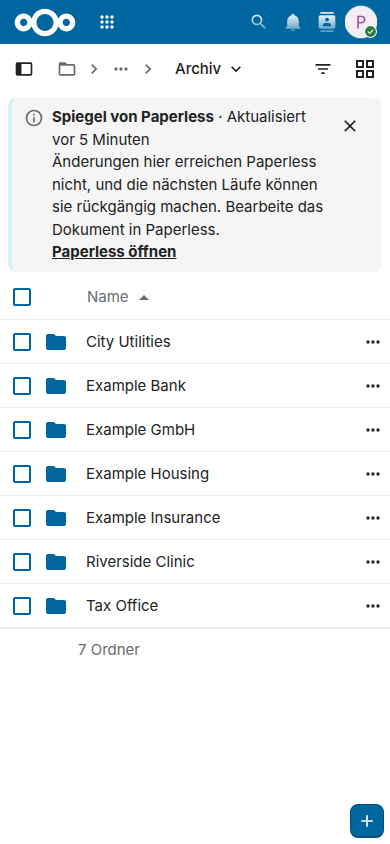 P
Archiv
Spiegel von Paperless · Aktualisiert
vor 5 Minuten
Änderungen hier erreichen Paperless
nicht, und die nächsten Läufe können
sie rückgängig machen. Bearbeite das
Dokument in Paperless.
Paperless öffnen
Name
City Utilities
Example Bank
Example GmbH
Example Housing
Example Insurance
Riverside Clinic
Tax Office
7 Ordner